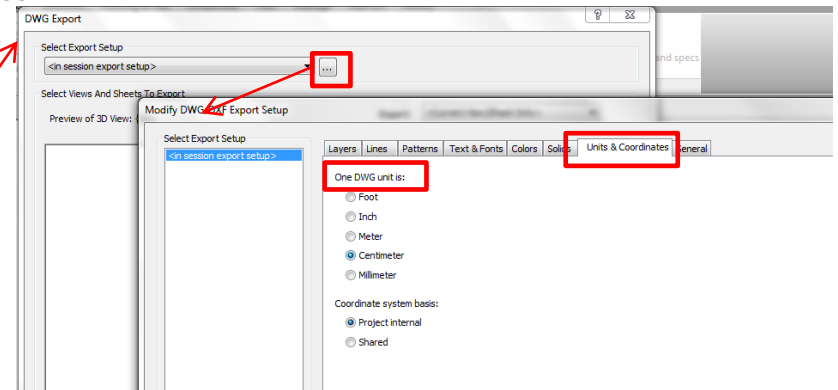 DWG Export
Select Export Setup
<in session export setup>
...
and specs
Select Views And Sheets To Export
Preview of 3D View:
Modify DWG/DXF Export Setup
Select Export Setup
<in session export setup>
Layers Lines Patterns Text & Fonts Colors Solids Units & Coordinates General
One DWG unit is:
Foot
Inch
Meter
Centimeter
Millimeter
Coordinate system basis:
Project internal
Shared